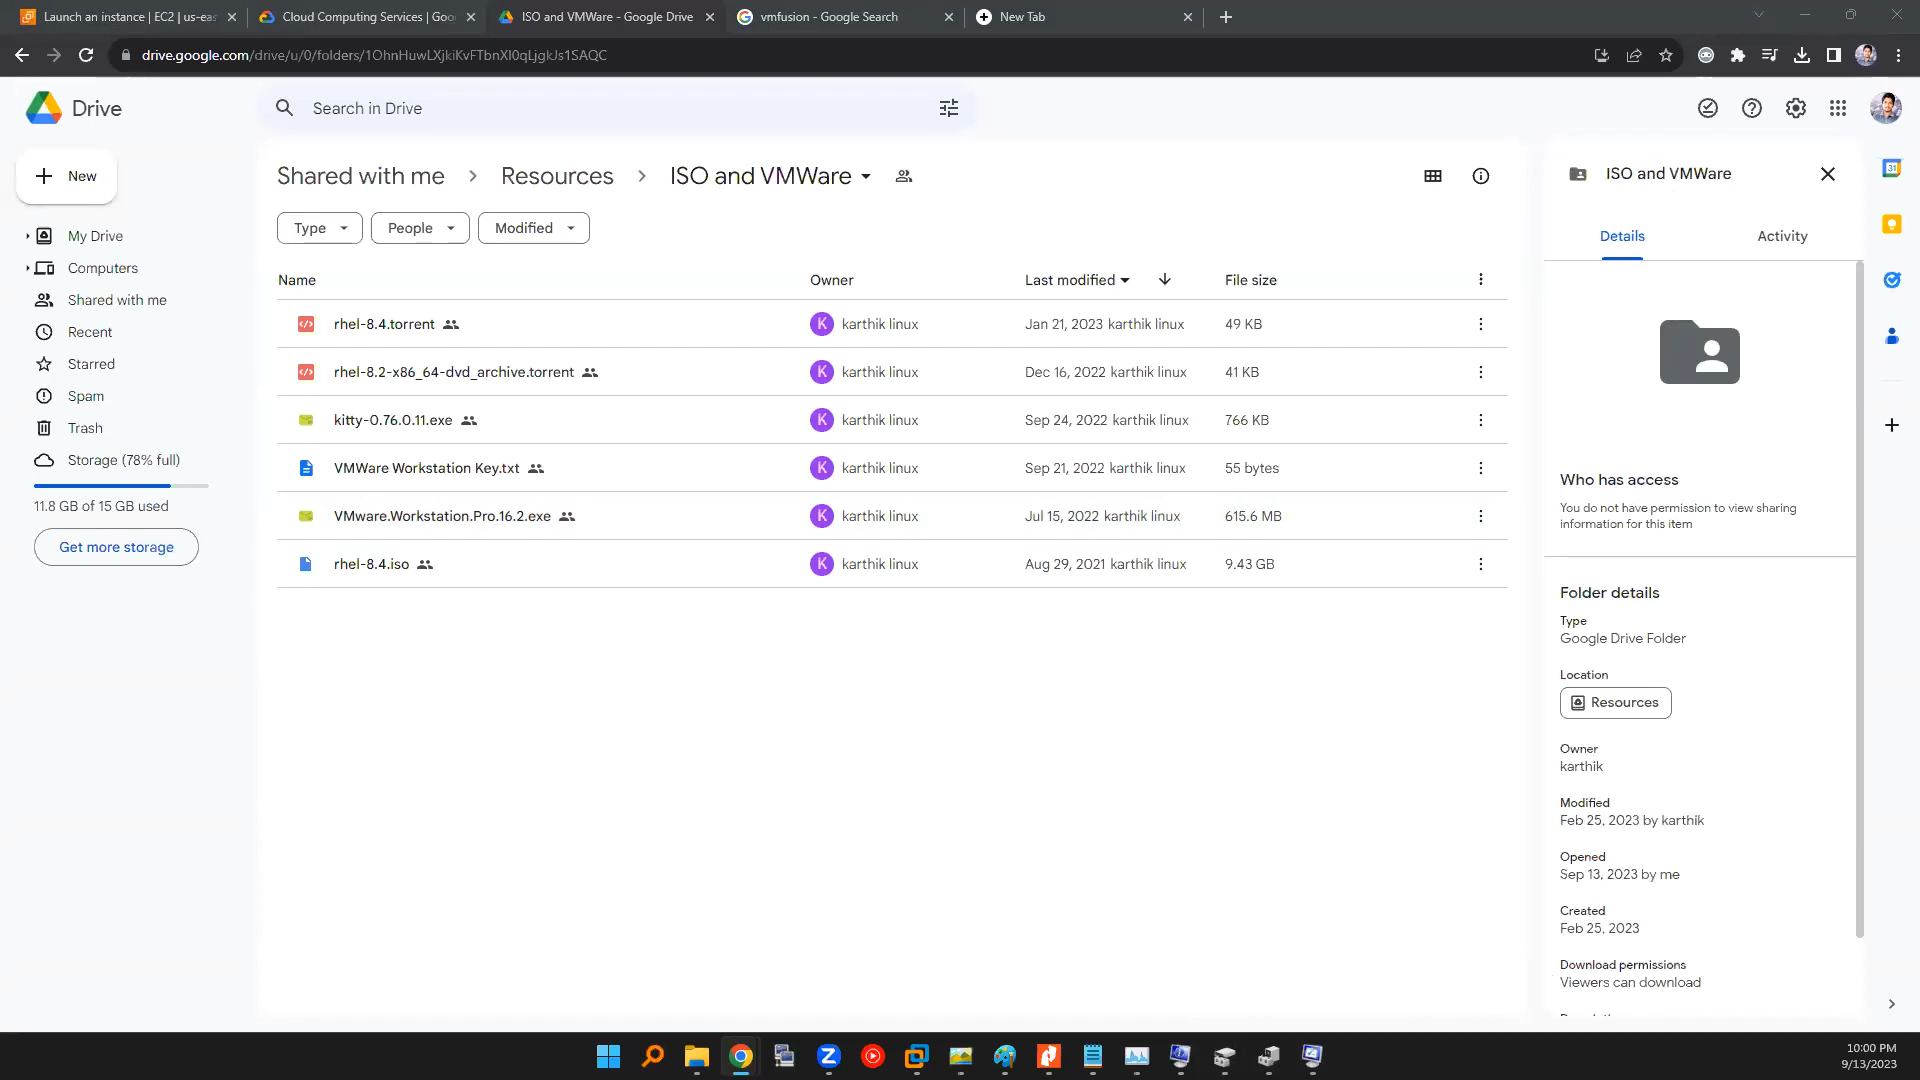 Launch an instance | EC2 | us-eas
Cloud Computing Services | Goo
ISO and VMWare - Google Drive
vmfusion - Google Search
New Tab
drive.google.com/drive/u/0/folders/1OhnHuwLXjkiKvFTbnXI0qLjgkJs1SAQC
Drive
Search in Drive
New
My Drive
Computers
Shared with me
Recent
Starred
Spam
Trash
Storage (78% full)
11.8 GB of 15 GB used
Get more storage
Shared with me > Resources > ISO and VMWare
Type
People
Modified
Name Owner Last modified File size
rhel-8.4.torrent K karthik linux Jan 21, 2023 karthik linux 49 KB
rhel-8.2-x86_64-dvd_archive.torrent K karthik linux Dec 16, 2022 karthik linux 41 KB
kitty-0.76.0.11.exe K karthik linux Sep 24, 2022 karthik linux 766 KB
VMWare Workstation Key.txt K karthik linux Sep 21, 2022 karthik linux 55 bytes
VMware.Workstation.Pro.16.2.exe K karthik linux Jul 15, 2022 karthik linux 615.6 MB
rhel-8.4.iso K karthik linux Aug 29, 2021 karthik linux 9.43 GB
ISO and VMWare
Details
Activity
Who has access
You do not have permission to view sharing
information for this item
Folder details
Type
Google Drive Folder
Location
Resources
Owner
karthik
Modified
Feb 25, 2023 by karthik
Opened
Sep 13, 2023 by me
Created
Feb 25, 2023
Download permissions
Viewers can download
31
10:00 PM
9/13/2023